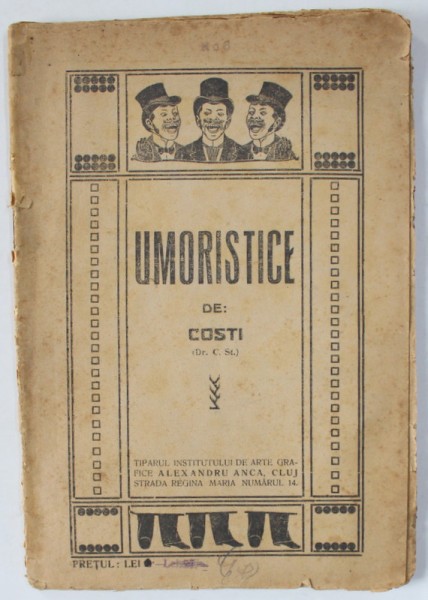 UMORISTICE
DE:
COSTI
(Dr. C. St.)
TIPARUL INSTITUTULUI DE ARTE GRA-
FICE ALEXANDRU ANCA, CLUJ
STRADA REGINA MARIA NUMĂRUL 14.
PREȚUL: LEI